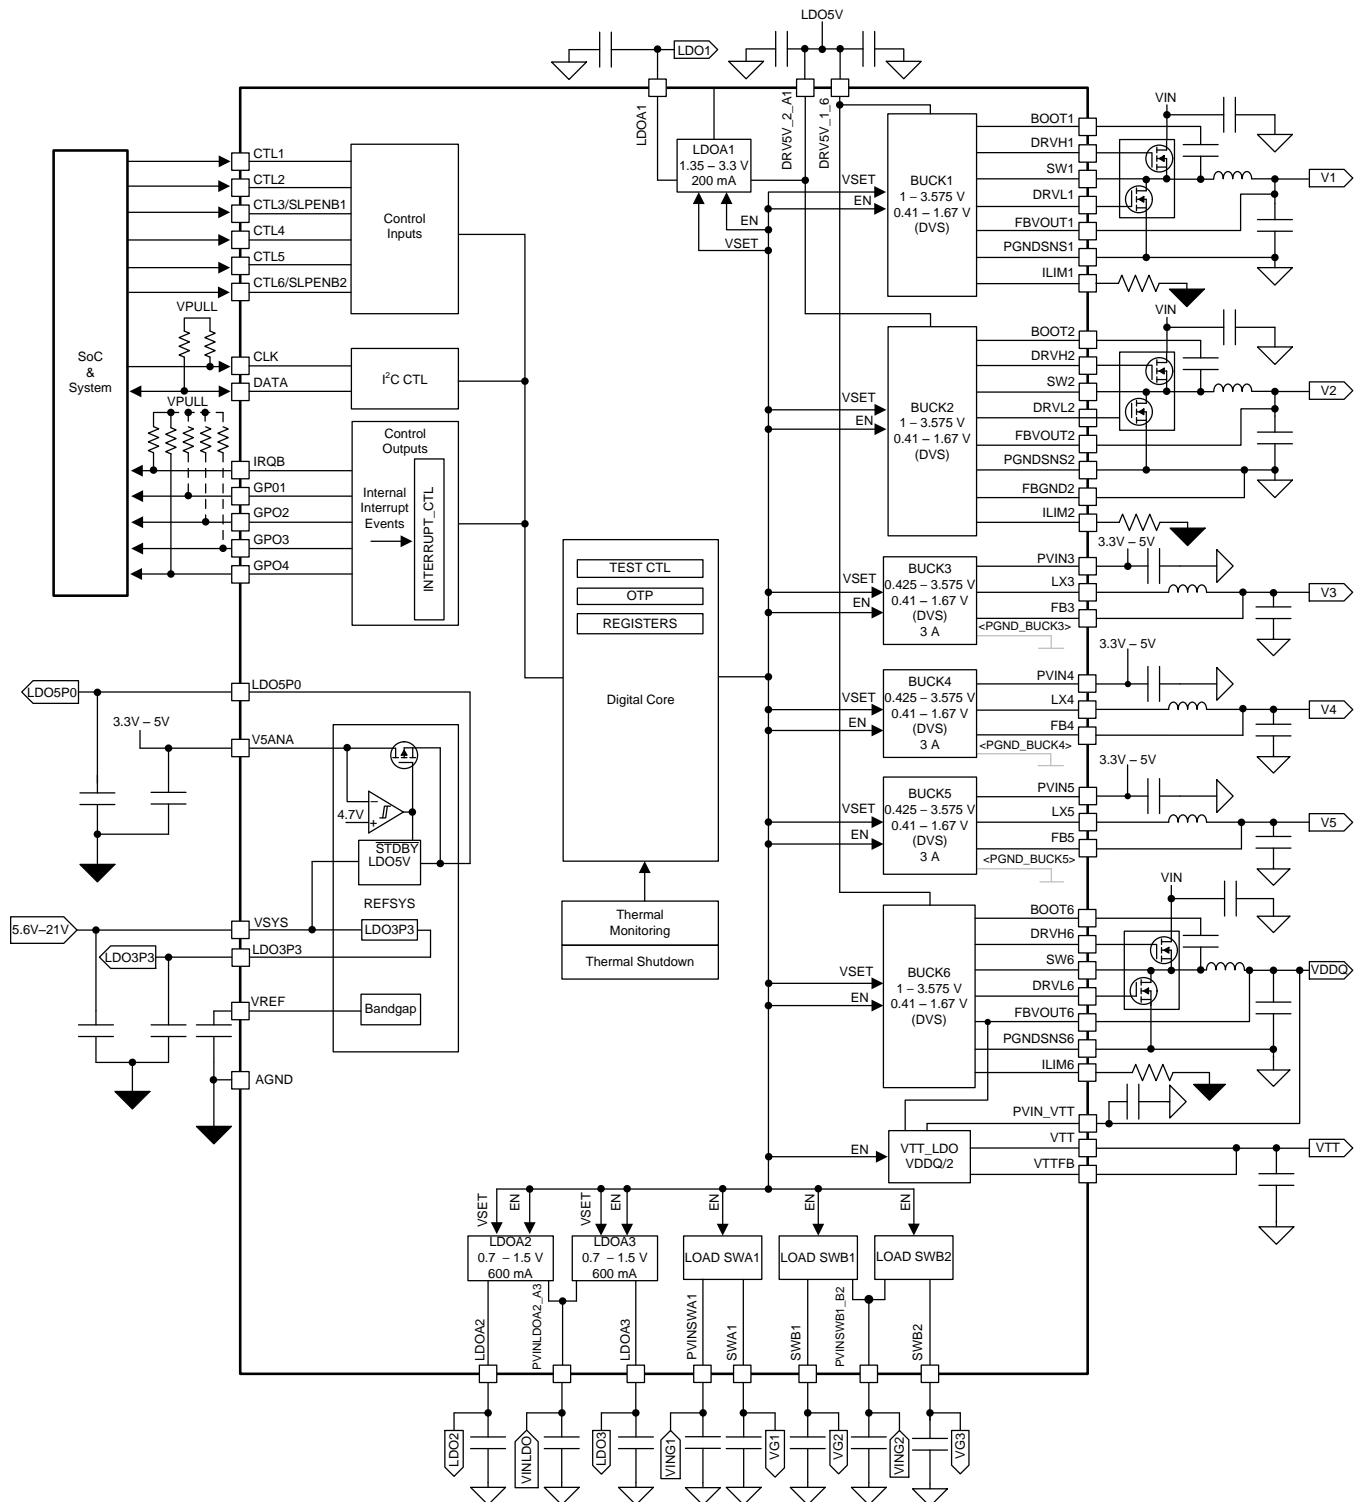 LDO5V
LDO1
LDOA1
DRV5V_2_A1
DRV5V_1_6
LDOA1
1.35 – 3.3 V
200 mA
EN
VSET
SoC
&
System
CTL1
CTL2
CTL3/SLPENB1
CTL4
CTL5
CTL6/SLPENB2
Control
Inputs
VPULL
CLK
DATA
I²C CTL
VPULL
IRQB
GP01
GPO2
GPO3
GPO4
Control
Outputs
Internal
Interrupt
Events
INTERRUPT_CTL
TEST CTL
OTP
REGISTERS
Digital Core
Thermal
Monitoring
Thermal Shutdown
LDO5P0
LDO5P0
3.3V – 5V
V5ANA
4.7V
–
+
STDBY
LDO5V
REFSYS
5.6V–21V
VSYS
LDO3P3
LDO3P3
LDO3P3
VREF
Bandgap
AGND
VSET
EN
BUCK1
1 – 3.575 V
0.41 – 1.67 V
(DVS)
BOOT1
DRVH1
SW1
DRVL1
FBVOUT1
PGNDSNS1
ILIM1
VIN
V1
VSET
EN
BUCK2
1 – 3.575 V
0.41 – 1.67 V
(DVS)
BOOT2
DRVH2
SW2
DRVL2
FBVOUT2
PGNDSNS2
FBGND2
ILIM2
VIN
V2
VSET
EN
BUCK3
0.425 – 3.575 V
0.41 – 1.67 V
(DVS)
3 A
PVIN3
LX3
FB3
<PGND_BUCK3>
3.3V – 5V
V3
VSET
EN
BUCK4
0.425 – 3.575 V
0.41 – 1.67 V
(DVS)
3 A
PVIN4
LX4
FB4
<PGND_BUCK4>
3.3V – 5V
V4
VSET
EN
BUCK5
0.425 – 3.575 V
0.41 – 1.67 V
(DVS)
3 A
PVIN5
LX5
FB5
<PGND_BUCK5>
3.3V – 5V
V5
VSET
EN
BUCK6
1 – 3.575 V
0.41 – 1.67 V
(DVS)
BOOT6
DRVH6
SW6
DRVL6
FBVOUT6
PGNDSNS6
ILIM6
VIN
VDDQ
EN
VTT_LDO
VDDQ/2
PVIN_VTT
VTT
VTTFB
VTT
VSET
EN
VSET
EN
EN
EN
EN
LDOA2
0.7 – 1.5 V
600 mA
LDOA3
0.7 – 1.5 V
600 mA
LOAD SWA1
LOAD SWB1
LOAD SWB2
LDOA2
PVINLDOA2_A3
LDOA3
PVINSWA1
SWA1
SWB1
PVINSWB1_B2
SWB2
LDO2
VINLDO
LDO3
VING1
VG1
VG2
VING2
VG3